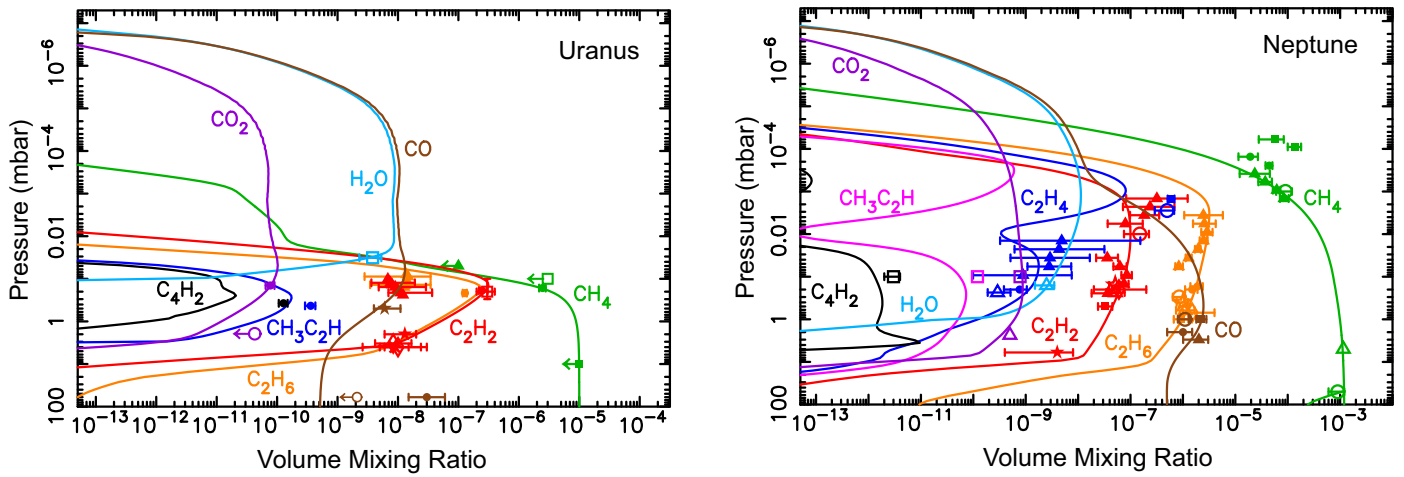 Uranus
Pressure (mbar)
10⁻⁶
10⁻⁴
0.01
1
100
CO₂
CO
H₂O
C₄H₂
CH₃C₂H
C₂H₂
C₂H₆
CH₄
10⁻¹³ 10⁻¹² 10⁻¹¹ 10⁻¹⁰ 10⁻⁹ 10⁻⁸ 10⁻⁷ 10⁻⁶ 10⁻⁵ 10⁻⁴
Volume Mixing Ratio
Neptune
Pressure (mbar)
10⁻⁶
10⁻⁴
0.01
1
100
CO₂
CH₃C₂H
C₂H₄
CH₄
C₄H₂
H₂O
C₂H₂
C₂H₆
CO
10⁻¹³ 10⁻¹¹ 10⁻⁹ 10⁻⁸ 10⁻⁷ 10⁻⁶ 10⁻⁵ 10⁻³
Volume Mixing Ratio